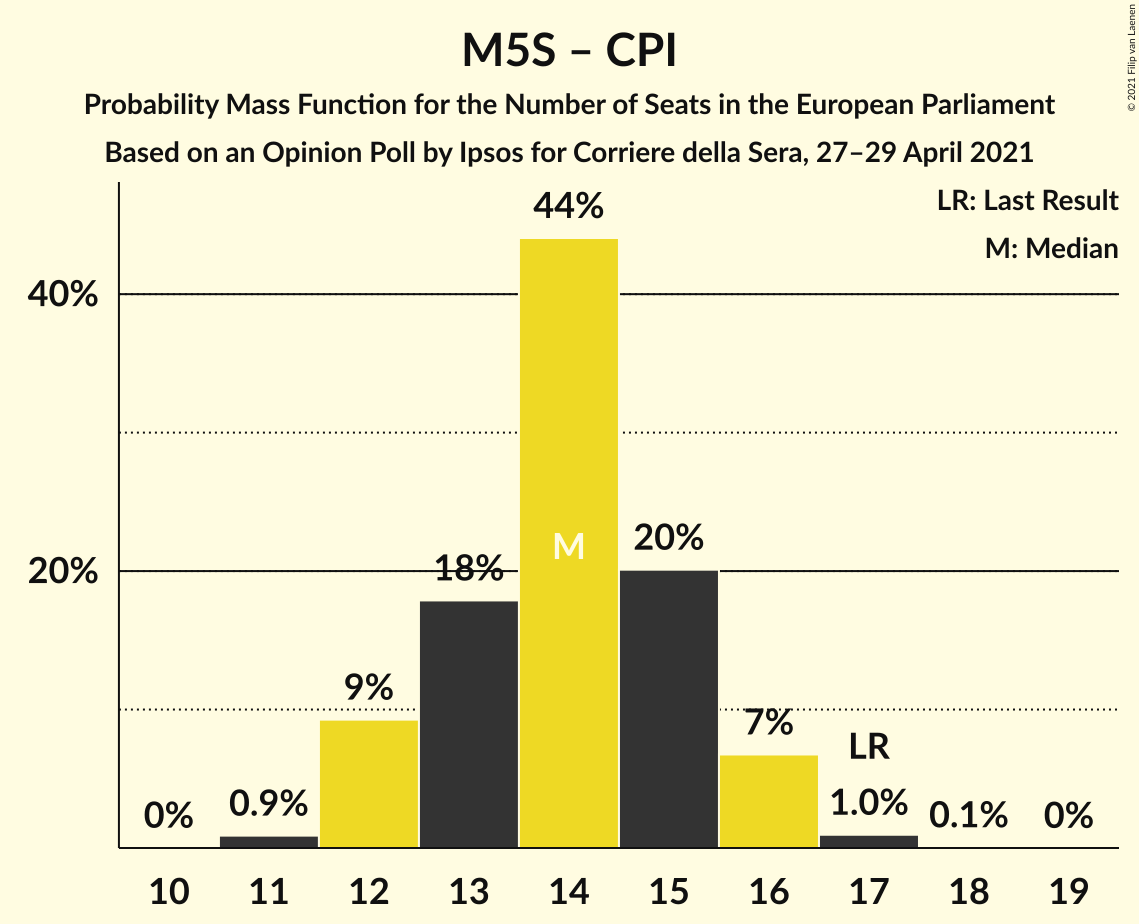 M5S – CPI
Probability Mass Function for the Number of Seats in the European Parliament
Based on an Opinion Poll by Ipsos for Corriere della Sera, 27–29 April 2021
© 2021 Filip van Laenen
LR: Last Result
M: Median
40%
20%
0%
0.9%
9%
18%
44%
M
20%
7%
LR
1.0%
0.1%
0%
10 11 12 13 14 15 16 17 18 19